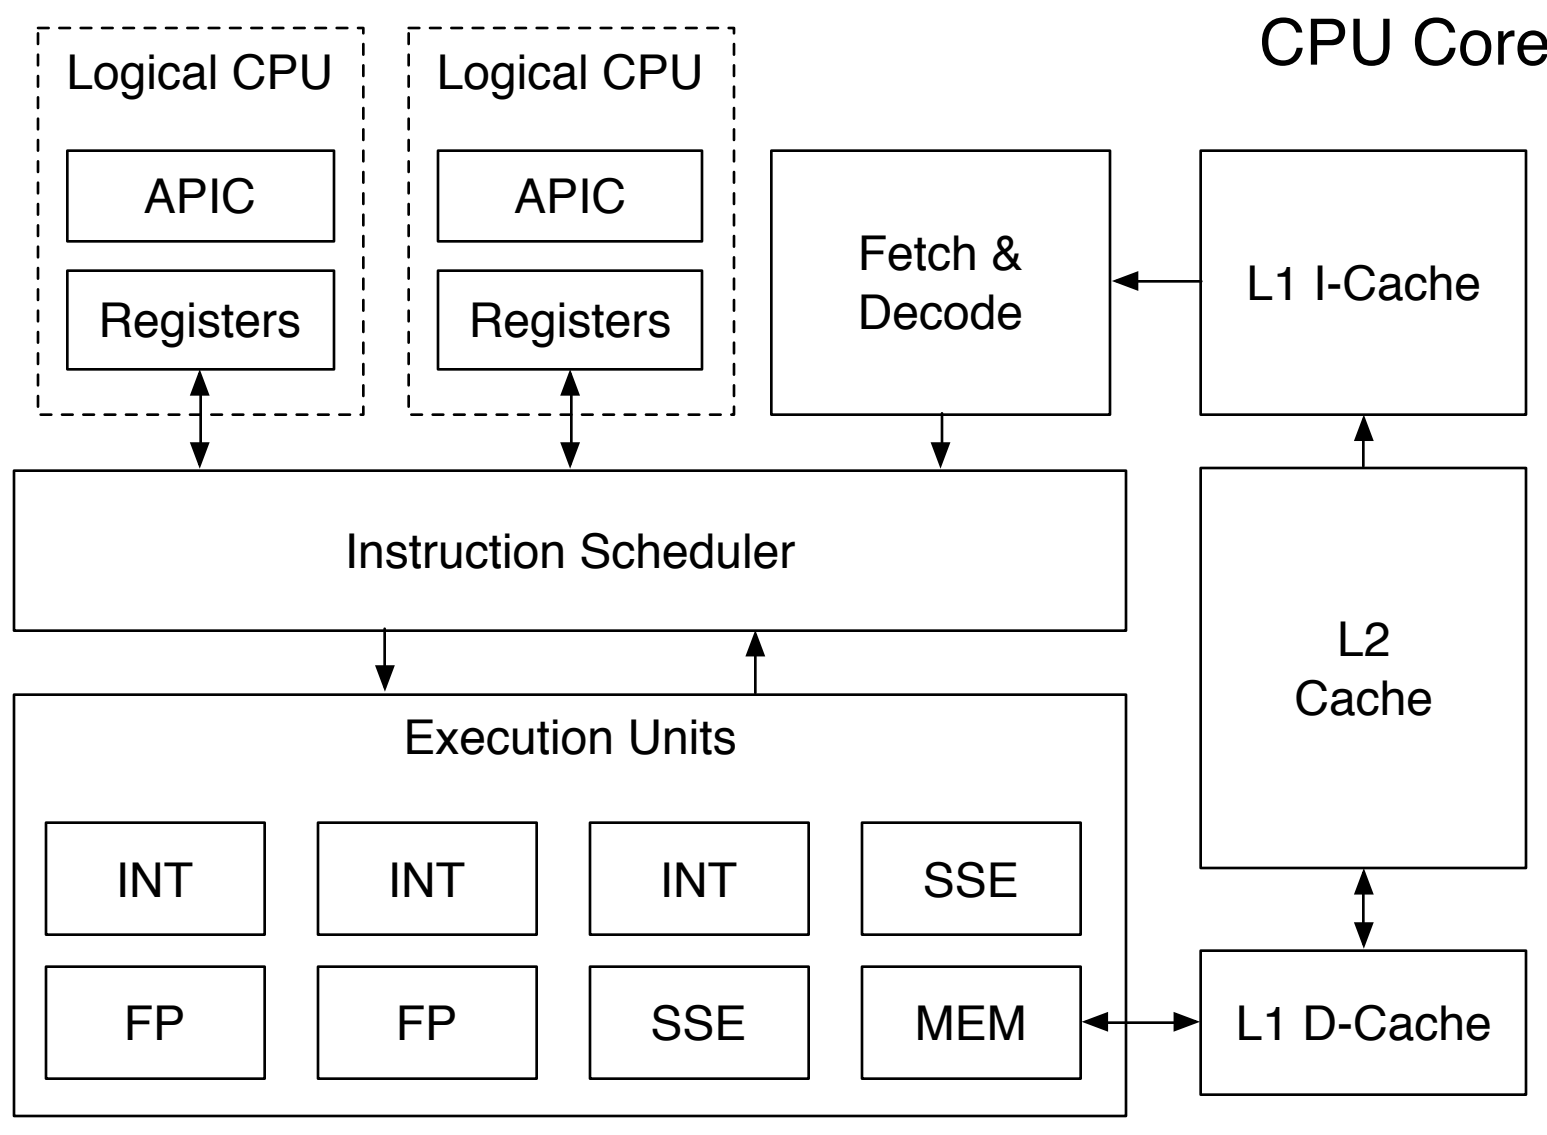 CPU Core
Logical CPU
APIC
Registers
Logical CPU
APIC
Registers
Fetch &
Decode
L1 I-Cache
Instruction Scheduler
L2
Cache
Execution Units
INT
INT
INT
SSE
FP
FP
SSE
MEM
L1 D-Cache